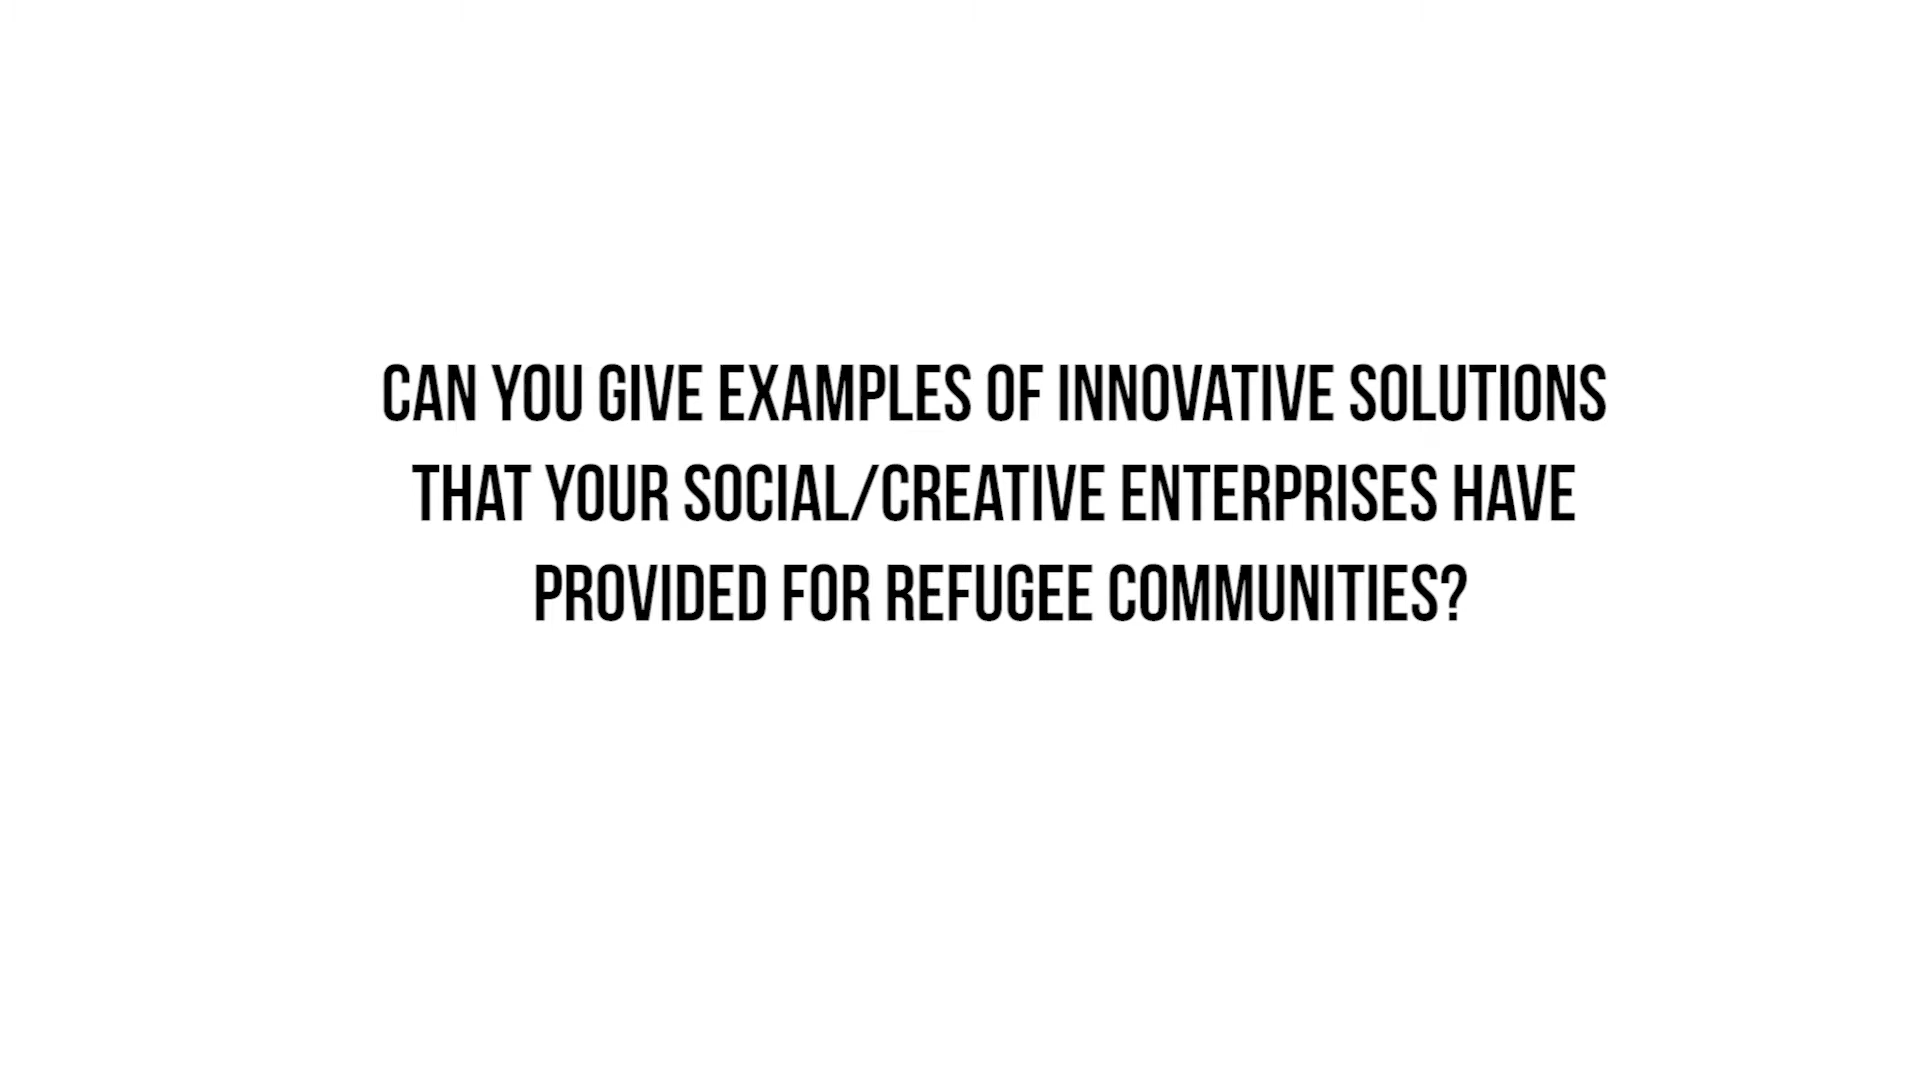 CAN YOU GIVE EXAMPLES OF INNOVATIVE SOLUTIONS
THAT YOUR SOCIAL/CREATIVE ENTERPRISES HAVE
PROVIDED FOR REFUGEE COMMUNITIES?